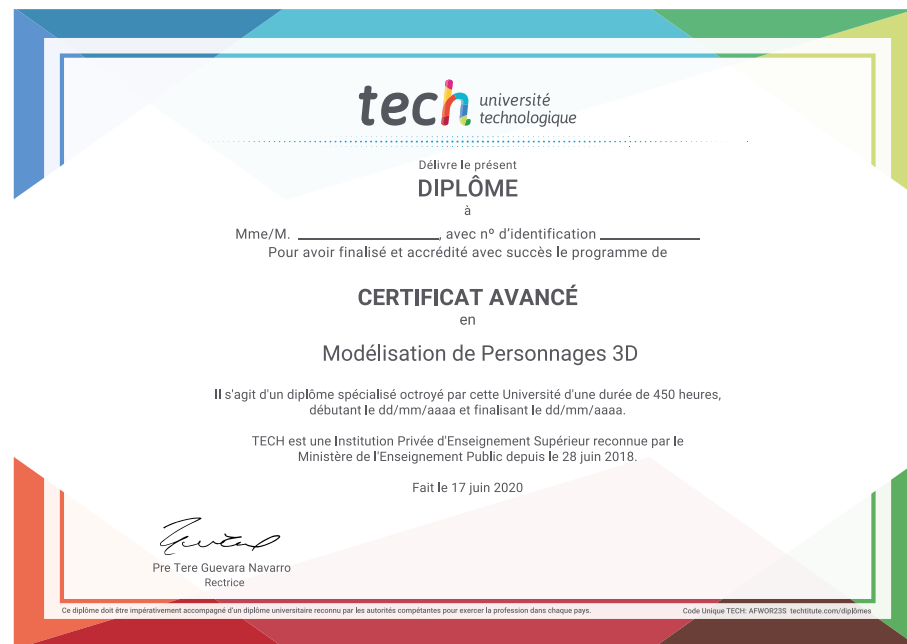 tech université
technologique
Délivre le présent
DIPLÔME
à
Mme/M. ____________________, avec nº d'identification ______________
Pour avoir finalisé et accrédité avec succès le programme de
CERTIFICAT AVANCÉ
en
Modélisation de Personnages 3D
Il s'agit d'un diplôme spécialisé octroyé par cette Université d'une durée de 450 heures,
débutant le dd/mm/aaaa et finalisant le dd/mm/aaaa.
TECH est une Institution Privée d'Enseignement Supérieur reconnue par le
Ministère de l'Enseignement Public depuis le 28 juin 2018.
Fait le 17 juin 2020
Pre Tere Guevara Navarro
Rectrice
Ce diplôme doit être impérativement accompagné d'un diplôme universitaire reconnu par les autorités compétentes pour exercer la profession dans chaque pays.
Code Unique TECH: AFWOR23S techtitute.com/diplômes